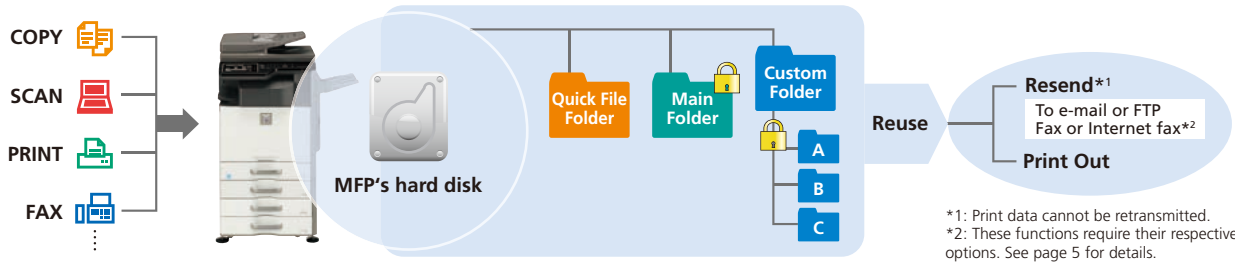 COPY
SCAN
PRINT
FAX
MFP's hard disk
Quick File
Folder
Main
Folder
Custom
Folder
A
B
C
Reuse
Resend*1
To e-mail or FTP
Fax or Internet fax*2
Print Out
*1: Print data cannot be retransmitted.
*2: These functions require their respective
options. See page 5 for details.